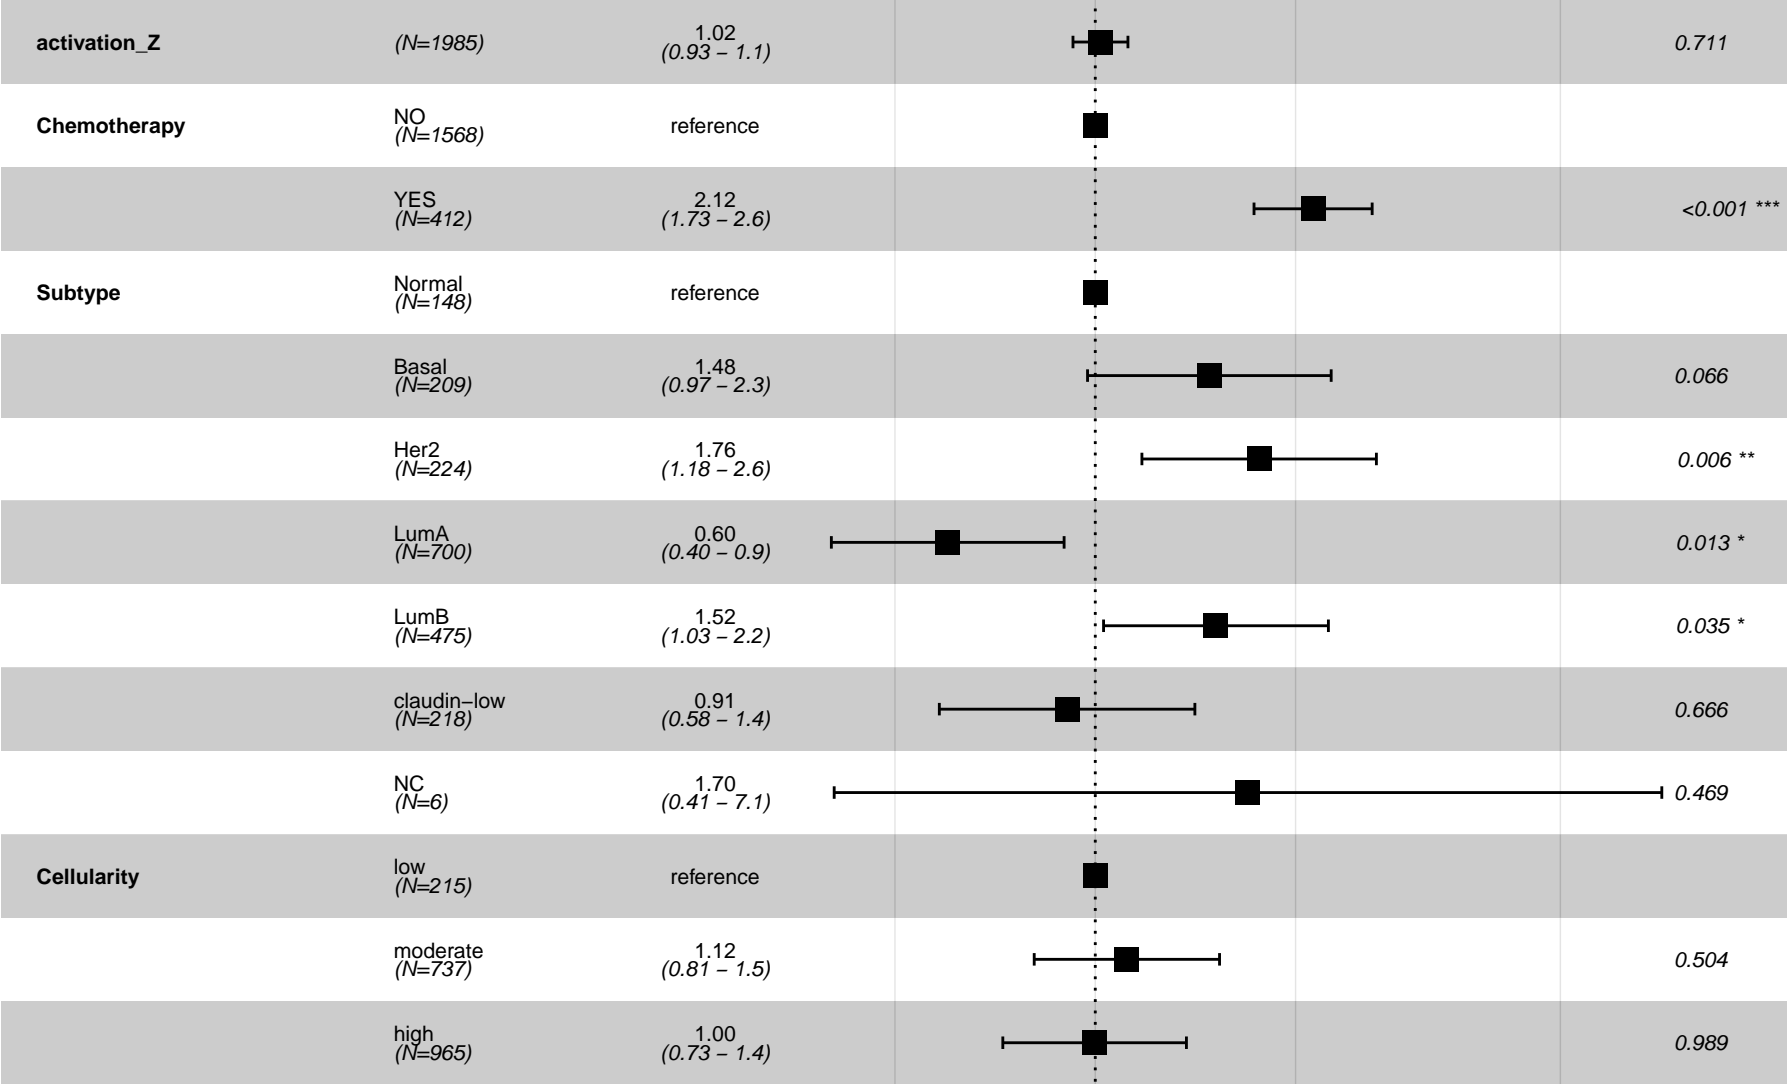 activation_Z (N=1985) 1.02 0.711
(0.93 – 1.1)
Chemotherapy NO reference
(N=1568)
YES 2.12 <0.001 ***
(N=412) (1.73 – 2.6)
Subtype Normal reference
(N=148)
Basal 1.48 0.066
(N=209) (0.97 – 2.3)
Her2 1.76 0.006 **
(N=224) (1.18 – 2.6)
LumA 0.60 0.013 *
(N=700) (0.40 – 0.9)
LumB 1.52 0.035 *
(N=475) (1.03 – 2.2)
claudin−low 0.91 0.666
(N=218) (0.58 – 1.4)
NC 1.70 0.469
(N=6) (0.41 – 7.1)
Cellularity low reference
(N=215)
moderate 1.12 0.504
(N=737) (0.81 – 1.5)
high 1.00 0.989
(N=965) (0.73 – 1.4)